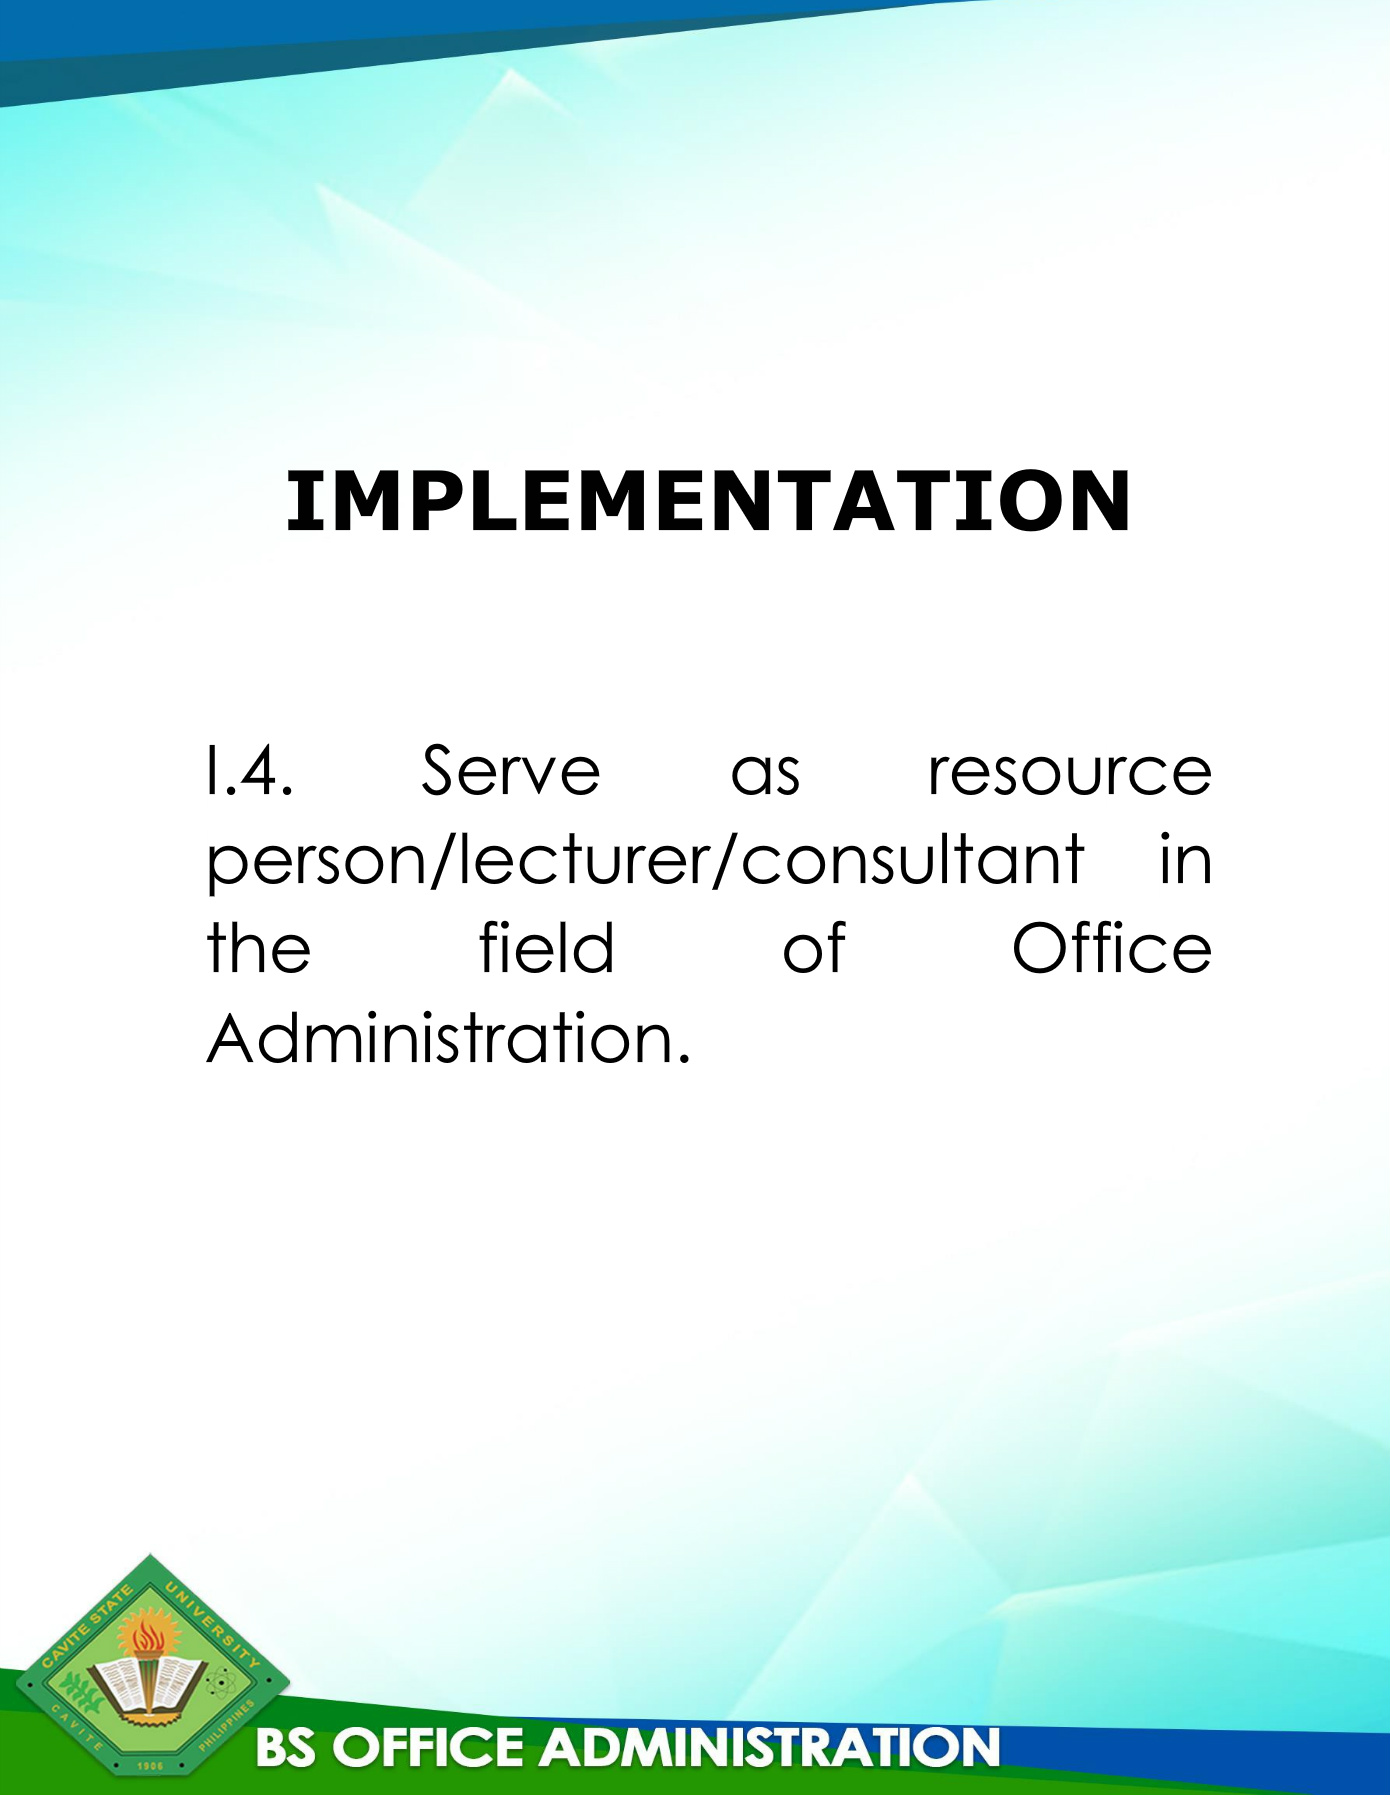 IMPLEMENTATION
I.4. Serve as resource
person/lecturer/consultant in
the field of Office
Administration.
CAVITE STATE UNIVERSITY
CAVITE PHILIPPINES
1906
BS OFFICE ADMINISTRATION